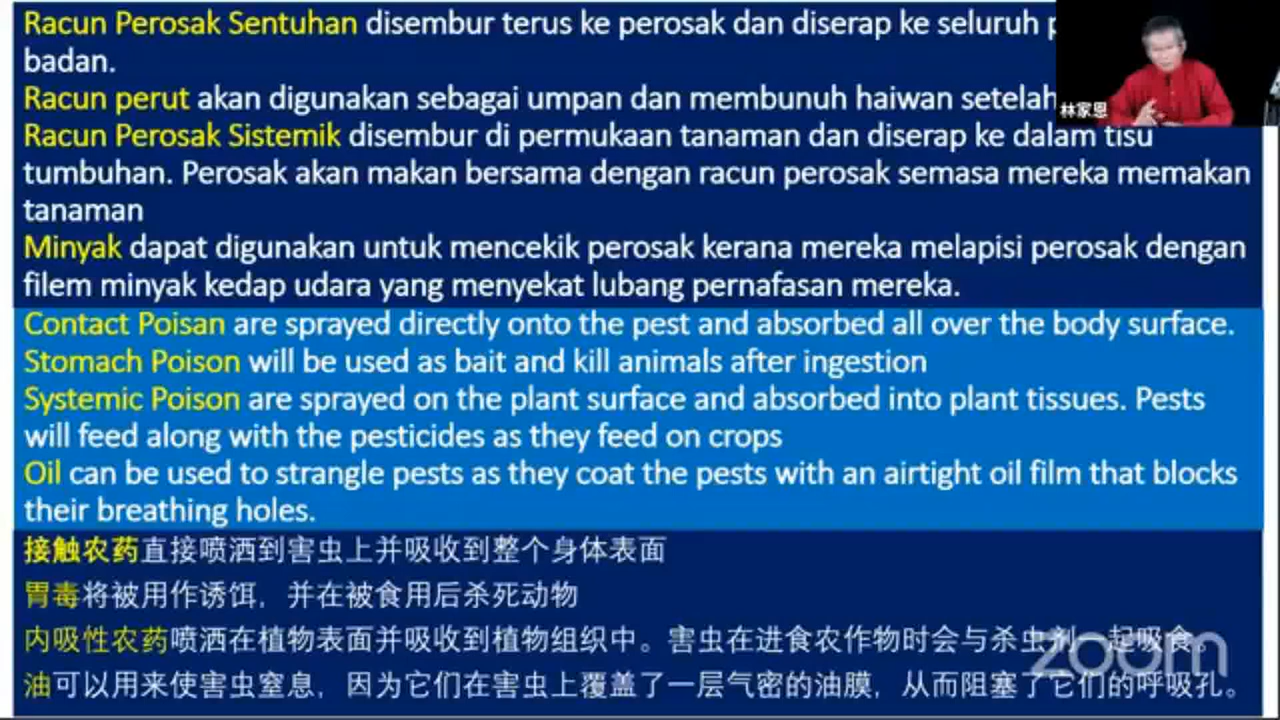 Racun Perosak Sentuhan disembur terus ke perosak dan diserap ke seluruh
badan.
Racun perut akan digunakan sebagai umpan dan membunuh haiwan setelah
林家恩
Racun Perosak Sistemik disembur di permukaan tanaman dan diserap ke dalam tisu
tumbuhan. Perosak akan makan bersama dengan racun perosak semasa mereka memakan
tanaman
Minyak dapat digunakan untuk mencekik perosak kerana mereka melapisi perosak dengan
filem minyak kedap udara yang menyekat lubang pernafasan mereka.
Contact Poisan are sprayed directly onto the pest and absorbed all over the body surface.
Stomach Poison will be used as bait and kill animals after ingestion
Systemic Poison are sprayed on the plant surface and absorbed into plant tissues. Pests
will feed along with the pesticides as they feed on crops
Oil can be used to strangle pests as they coat the pests with an airtight oil film that blocks
their breathing holes.
接触农药直接喷洒到害虫上并吸收到整个身体表面
胃毒将被用作诱饵，并在被食用后杀死动物
内吸性农药喷洒在植物表面并吸收到植物组织中。害虫在进食农作物时会与杀虫剂一起吸食。
zoom
油可以用来使害虫窒息，因为它们在害虫上覆盖了一层气密的油膜，从而阻塞了它们的呼吸孔。